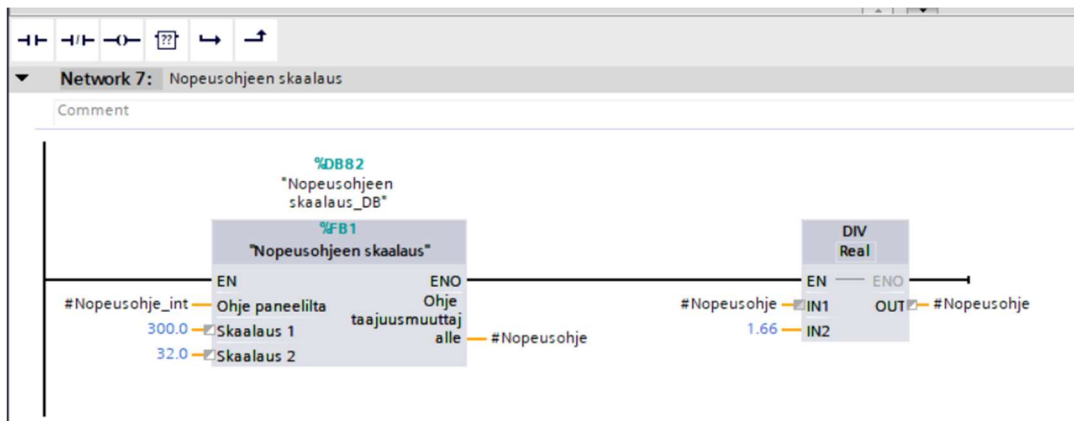 ??
Network 7: Nopeusohjeen skaalaus
Comment
%DB82
"Nopeusohjeen
skaalaus_DB"
%FB1
"Nopeusohjeen skaalaus"
EN ENO
#Nopeusohje_int Ohje paneelilta
300.0 Skaalaus 1
32.0 Skaalaus 2
Ohje
taajuusmuuttaj
alle #Nopeusohje
DIV
Real
EN ENO
#Nopeusohje IN1 OUT #Nopeusohje
1.66 IN2